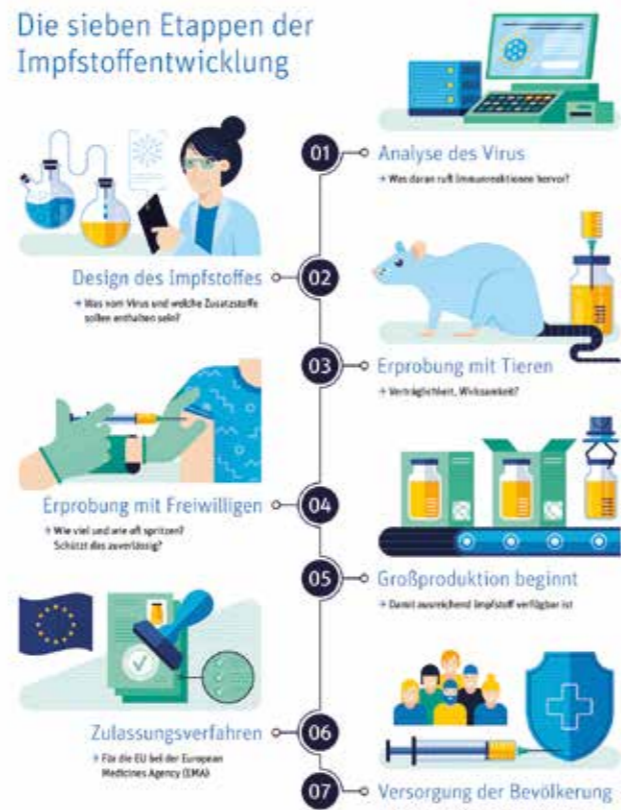 Die sieben Etappen der
Impfstoffentwicklung
01
Analyse des Virus
→ Was daran ruft Immunreaktionen hervor?
02
Design des Impfstoffes
→ Was vom Virus und welche Zusatzstoffe
sollen enthalten sein?
03
Erprobung mit Tieren
→ Verträglichkeit, Wirksamkeit?
04
Erprobung mit Freiwilligen
→ Wie viel und wie oft spritzen?
Schützt das zuverlässig?
05
Großproduktion beginnt
→ Damit ausreichend Impfstoff verfügbar ist
06
Zulassungsverfahren
→ Für die EU bei der European
Medicines Agency (EMA)
07
Versorgung der Bevölkerung